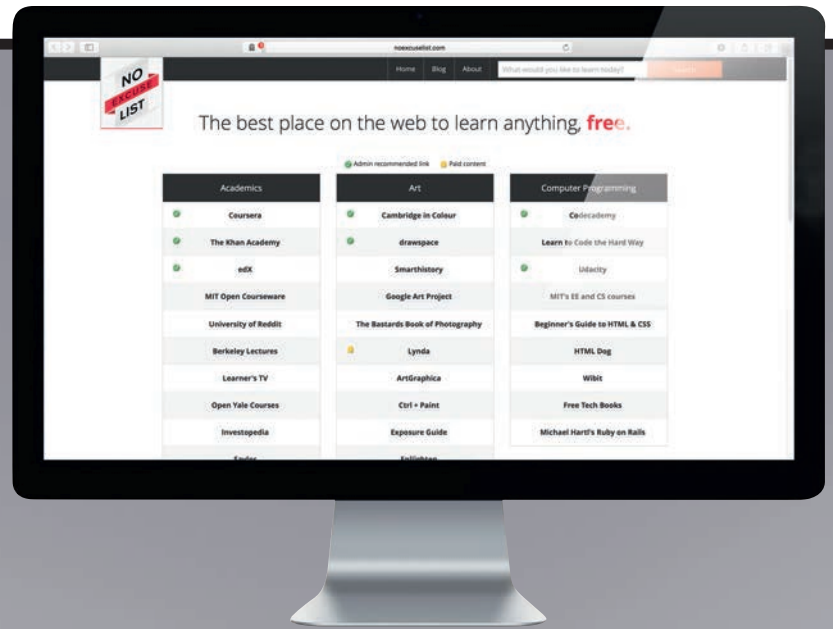 noexcuselist.com
NO
EXCUSE
LIST
Home Blog About What would you like to learn today? Search
The best place on the web to learn anything, free.
Admin recommended link Paid content
Academics
Coursera
The Khan Academy
edX
MIT Open Courseware
University of Reddit
Berkeley Lectures
Learner's TV
Open Yale Courses
Investopedia
Saylor
Art
Cambridge in Colour
drawspace
Smarthistory
Google Art Project
The Bastards Book of Photography
Lynda
ArtGraphica
Ctrl + Paint
Exposure Guide
Enlighten
Computer Programming
Codecademy
Learn to Code the Hard Way
Udacity
MIT's EE and CS courses
Beginner's Guide to HTML & CSS
HTML Dog
Wibit
Free Tech Books
Michael Hartl's Ruby on Rails